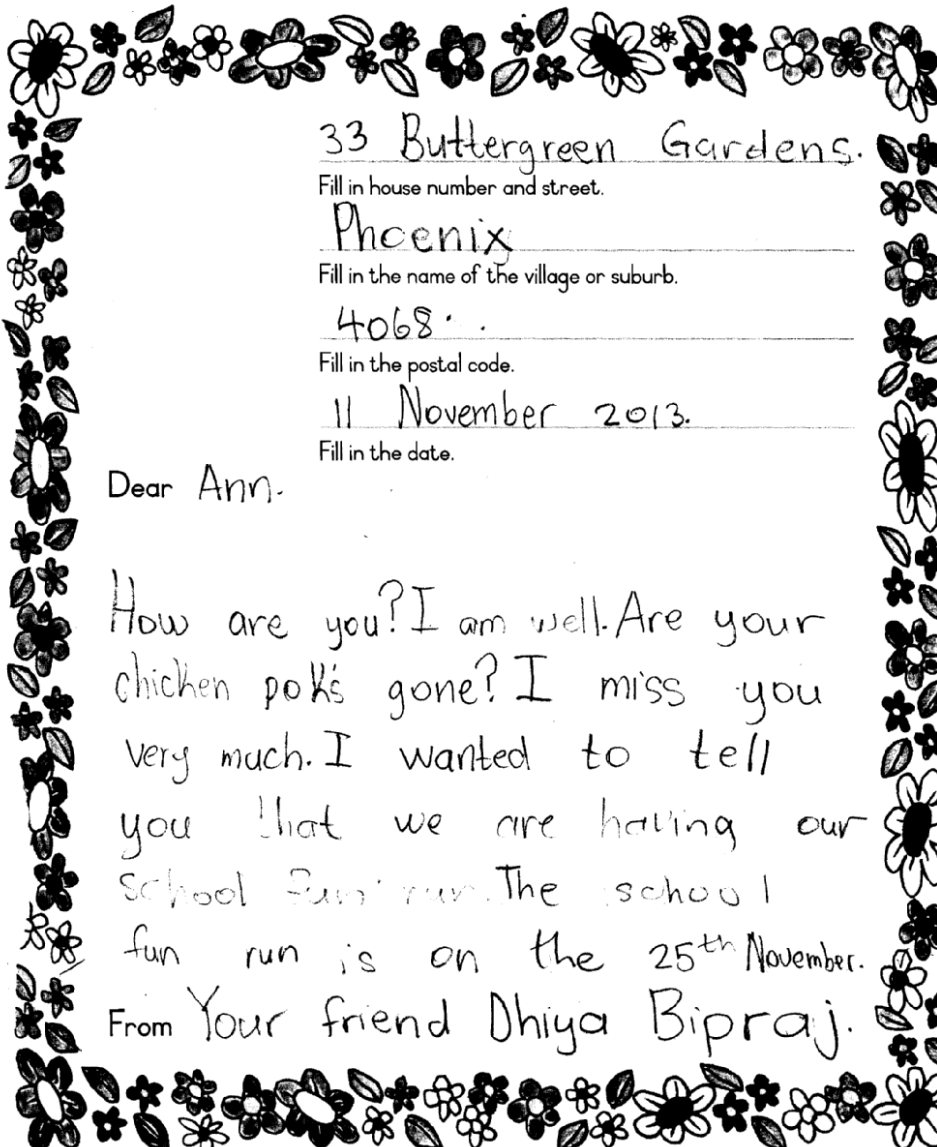 33 Buttergreen Gardens.
Fill in house number and street.
Phoenix
Fill in the name of the village or suburb.
4068.
Fill in the postal code.
11 November 2013.
Fill in the date.
Dear Ann.
How are you? I am well. Are your
chicken pok's gone? I miss you
very much. I wanted to tell
you that we are having our
school fun run. The school
fun run is on the 25th November.
From Your friend Dhiya Bipraj.